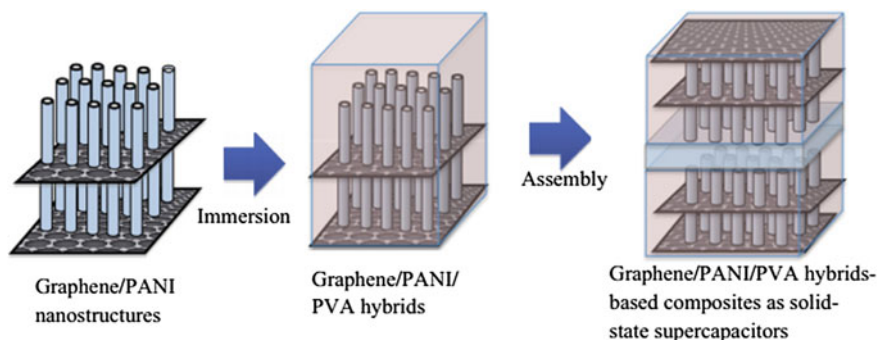 Immersion
Assembly
Graphene/PANI
nanostructures
Graphene/PANI/
PVA hybrids
Graphene/PANI/PVA hybrids-
based composites as solid-
state supercapacitors